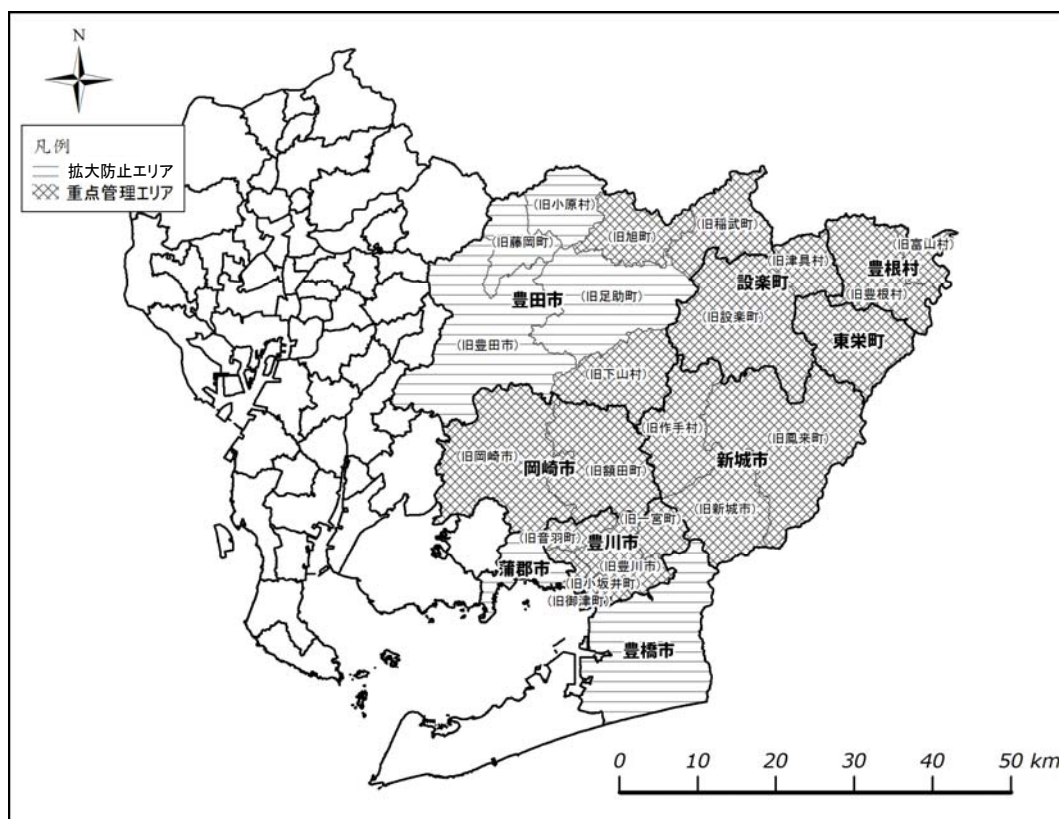 N
凡例
拡大防止エリア
重点管理エリア
(旧小原村)
(旧稲武町)
(旧旭町)
(旧藤岡町)
(旧富山村)
(旧津具村)
豊根村
設楽町
(旧豊根村)
豊田市
(旧足助町)
(旧設楽町)
東栄町
(旧豊田市)
(旧下山村)
(旧作手村)
(旧鳳来町)
(旧岡崎市)
岡崎市
(旧額田町)
新城市
(旧新城市)
(旧一宮町)
(旧音羽町)
豊川市
蒲郡市
(旧豊川市)
(旧小坂井町)
(旧御津町)
豊橋市
0 10 20 30 40 50 km